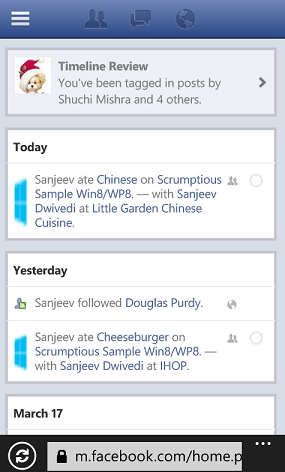 Timeline Review
You've been tagged in posts by
Shuchi Mishra and 4 others.
Today
Sanjeev ate Chinese on Scrumptious
Sample Win8/WP8. — with Sanjeev
Dwivedi at Little Garden Chinese
Cuisine.
Yesterday
Sanjeev followed Douglas Purdy.
Sanjeev ate Cheeseburger on
Scrumptious Sample Win8/WP8. —
with Sanjeev Dwivedi at IHOP.
March 17
m.facebook.com/home.p